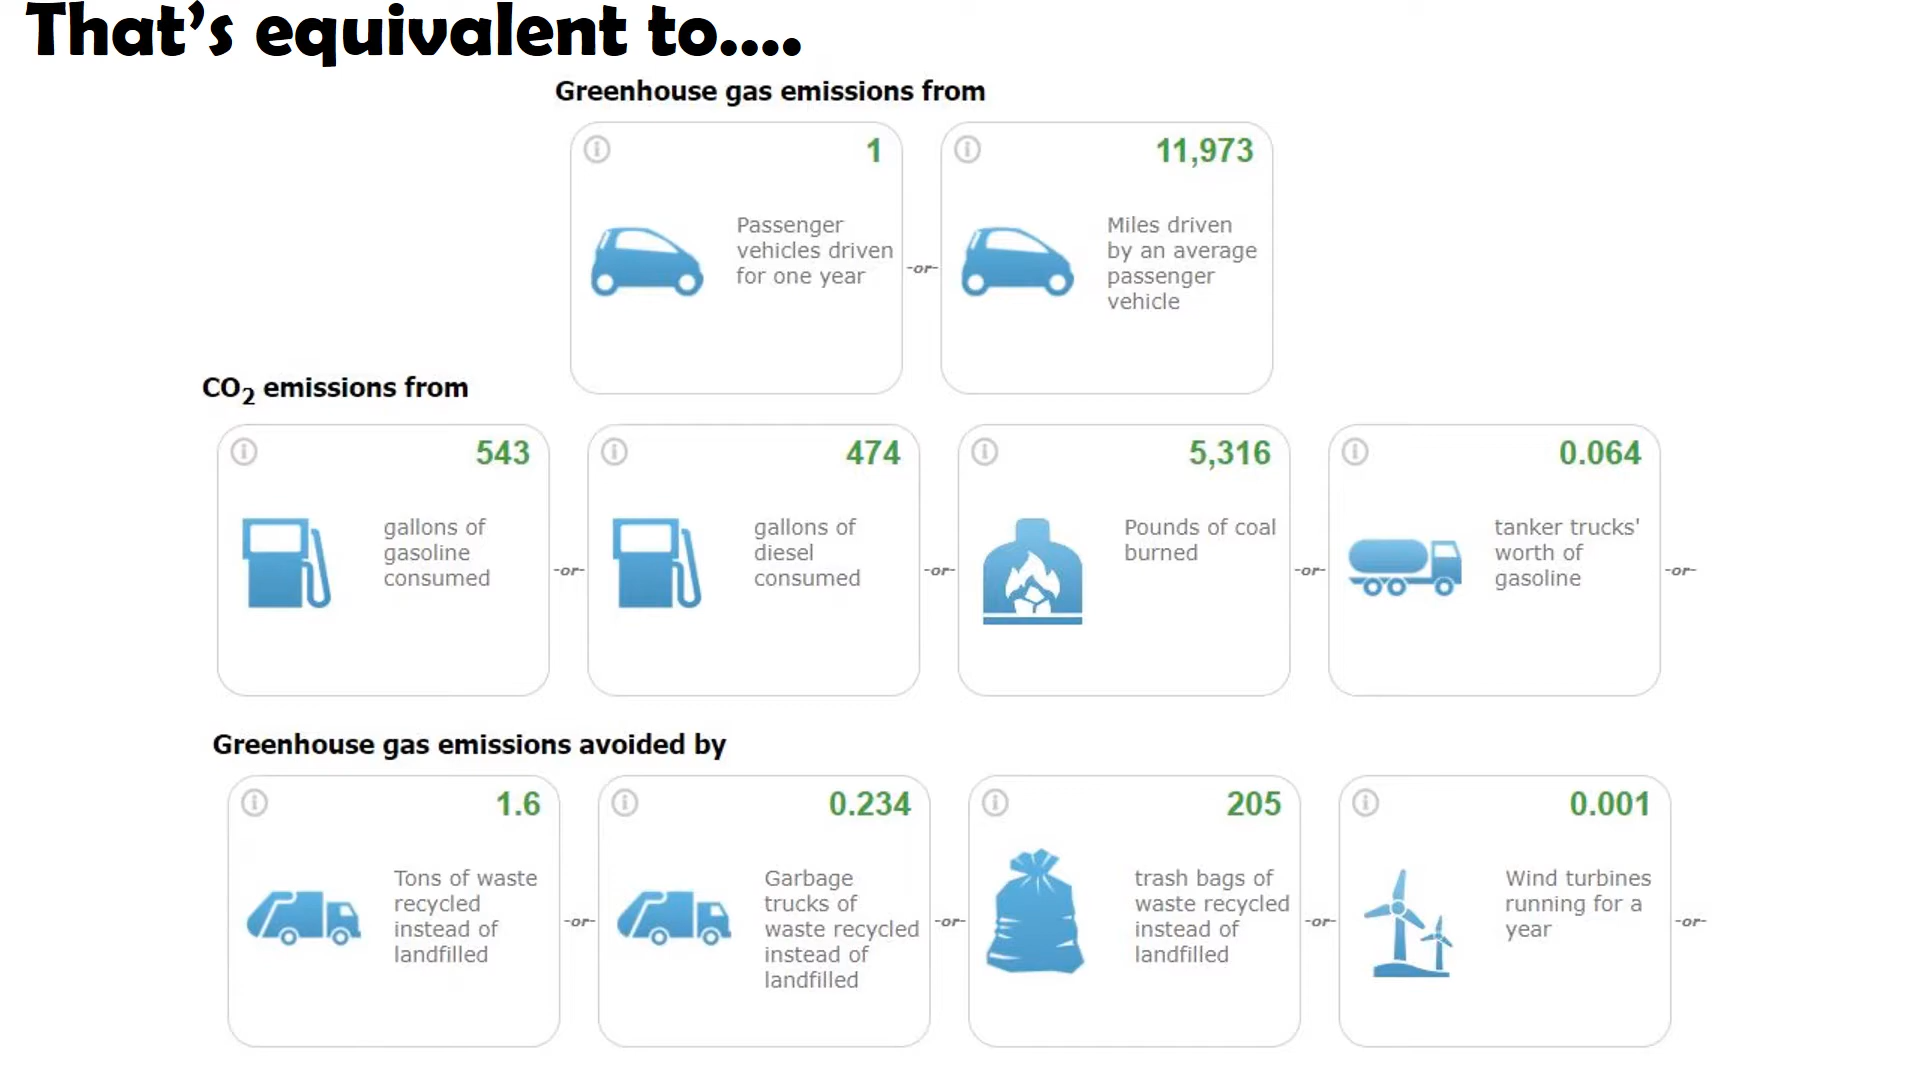 That's equivalent to....
Greenhouse gas emissions from
1
Passenger
vehicles driven
for one year
-or-
11,973
Miles driven
by an average
passenger
vehicle
CO₂ emissions from
543
gallons of
gasoline
consumed
-or-
474
gallons of
diesel
consumed
-or-
5,316
Pounds of coal
burned
-or-
0.064
tanker trucks'
worth of
gasoline
-or-
Greenhouse gas emissions avoided by
1.6
Tons of waste
recycled
instead of
landfilled
-or-
0.234
Garbage
trucks of
waste recycled
instead of
landfilled
-or-
205
trash bags of
waste recycled
instead of
landfilled
-or-
0.001
Wind turbines
running for a
year
-or-